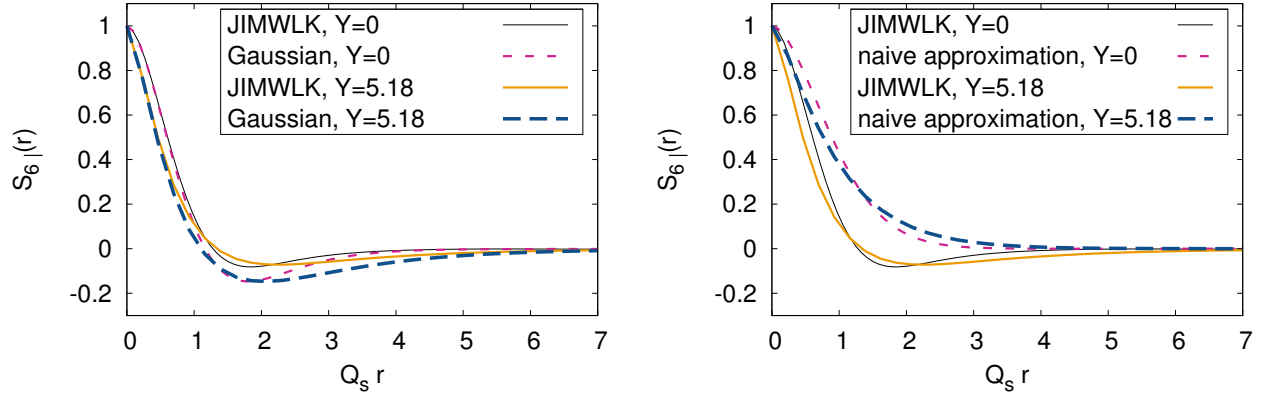 JIMWLK, Y=0
Gaussian, Y=0
JIMWLK, Y=5.18
Gaussian, Y=5.18
1
0.8
0.6
0.4
0.2
0
-0.2
S6 |(r)
0 1 2 3 4 5 6 7
Qs r
JIMWLK, Y=0
naive approximation, Y=0
JIMWLK, Y=5.18
naive approximation, Y=5.18
1
0.8
0.6
0.4
0.2
0
-0.2
S6 |(r)
0 1 2 3 4 5 6 7
Qs r